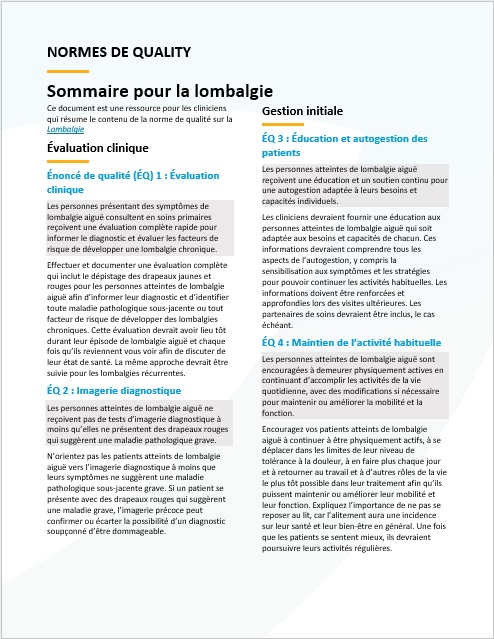 NORMES DE QUALITY
Sommaire pour la lombalgie
Ce document est une ressource pour les cliniciens
qui résume le contenu de la norme de qualité sur la
Lombalgie
Évaluation clinique
Énoncé de qualité (ÉQ) 1 : Évaluation
clinique
Les personnes présentant des symptômes de
lombalgie aiguë consultent en soins primaires
reçoivent une évaluation complète rapide pour
informer le diagnostic et évaluer les facteurs de
risque de développer une lombalgie chronique.
Effectuer et documenter une évaluation complète
qui inclut le dépistage des drapeaux jaunes et
rouges pour les personnes atteintes de lombalgie
aiguë afin d’informer leur diagnostic et d’identifier
toute maladie pathologique sous-jacente ou tout
facteur de risque de développer des lombalgies
chroniques. Cette évaluation devrait avoir lieu tôt
durant leur épisode de lombalgie aiguë et chaque
fois qu’ils reviennent vous voir afin de discuter de
leur état de santé. La même approche devrait être
suivie pour les lombalgies récurrentes.
ÉQ 2 : Imagerie diagnostique
Les personnes atteintes de lombalgie aiguë ne
reçoivent pas de tests d’imagerie diagnostique à
moins qu’elles ne présentent des drapeaux rouges
qui suggèrent une maladie pathologique grave.
N’orientez pas les patients atteints de lombalgie
aiguë vers l’imagerie diagnostique à moins que
leurs symptômes ne suggèrent une maladie
pathologique sous-jacente grave. Si un patient se
présente avec des drapeaux rouges qui suggèrent
une maladie grave, l’imagerie précoce peut
confirmer ou écarter la possibilité d’un diagnostic
soupçonné d’être dommageable.
Gestion initiale
ÉQ 3 : Éducation et autogestion des
patients
Les personnes atteintes de lombalgie aiguë
reçoivent une éducation et un soutien continu pour
une autogestion adaptée à leurs besoins et
capacités individuels.
Les cliniciens devraient fournir une éducation aux
personnes atteintes de lombalgie aiguë qui soit
adaptée aux besoins et capacités de chacun. Ces
informations devraient comprendre tous les
aspects de l’autogestion, y compris la
sensibilisation aux symptômes et les stratégies
pour pouvoir continuer les activités habituelles. Les
informations doivent être renforcées et
approfondies lors des visites ultérieures. Les
partenaires de soins devraient être inclus, le cas
échéant.
ÉQ 4 : Maintien de l’activité habituelle
Les personnes atteintes de lombalgie aiguë sont
encouragées à demeurer physiquement actives en
continuant d’accomplir les activités de la vie
quotidienne, avec des modifications si nécessaire
pour maintenir ou améliorer la mobilité et la
fonction.
Encouragez vos patients atteints de lombalgie
aiguë à continuer à être physiquement actifs, à se
déplacer dans les limites de leur niveau de
tolérance à la douleur, à en faire plus chaque jour
et à retourner au travail et à d’autres rôles de la vie
le plus tôt possible dans leur traitement afin qu’ils
puissent maintenir ou améliorer leur mobilité et
leur fonction. Expliquez l’importance de ne pas se
reposer au lit, car l’alitement aura une incidence
sur leur santé et leur bien-être en général. Une fois
que les patients se sentent mieux, ils devraient
poursuivre leurs activités régulières.